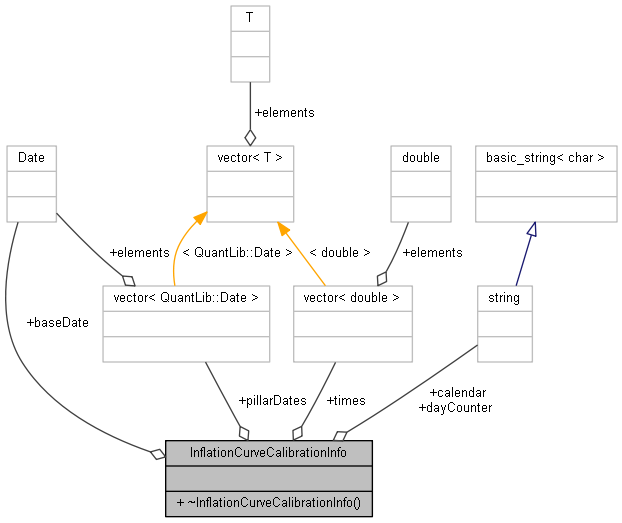 T
+elements
Date
vector< T >
double
basic_string< char >
+elements
< QuantLib::Date >
< double >
+elements
vector< QuantLib::Date >
vector< double >
string
+baseDate
+pillarDates
+times
+calendar
+dayCounter
InflationCurveCalibrationInfo
+ ~InflationCurveCalibrationInfo()